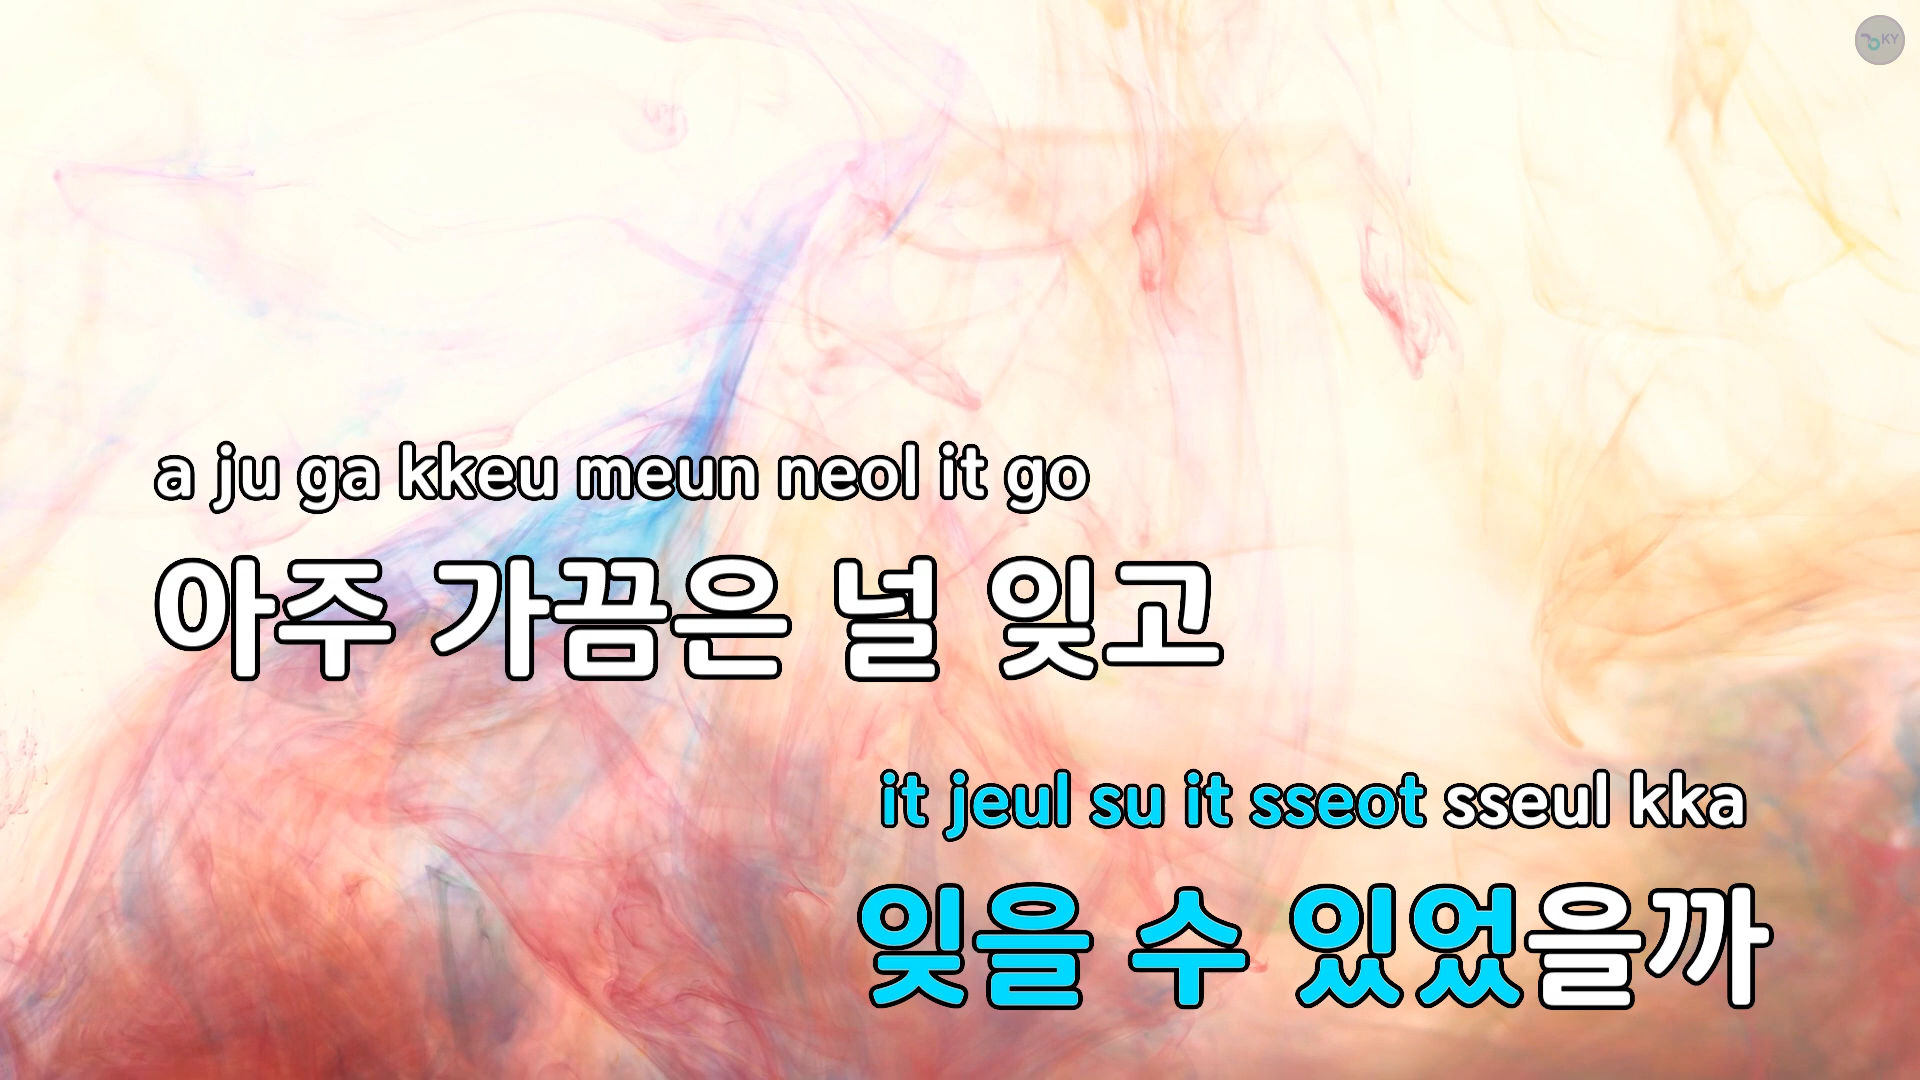 KY
a ju ga kkeu meun neol it go
아주 가끔은 널 잊고
it jeul su it sseot sseul kka
잊을 수 있었을까